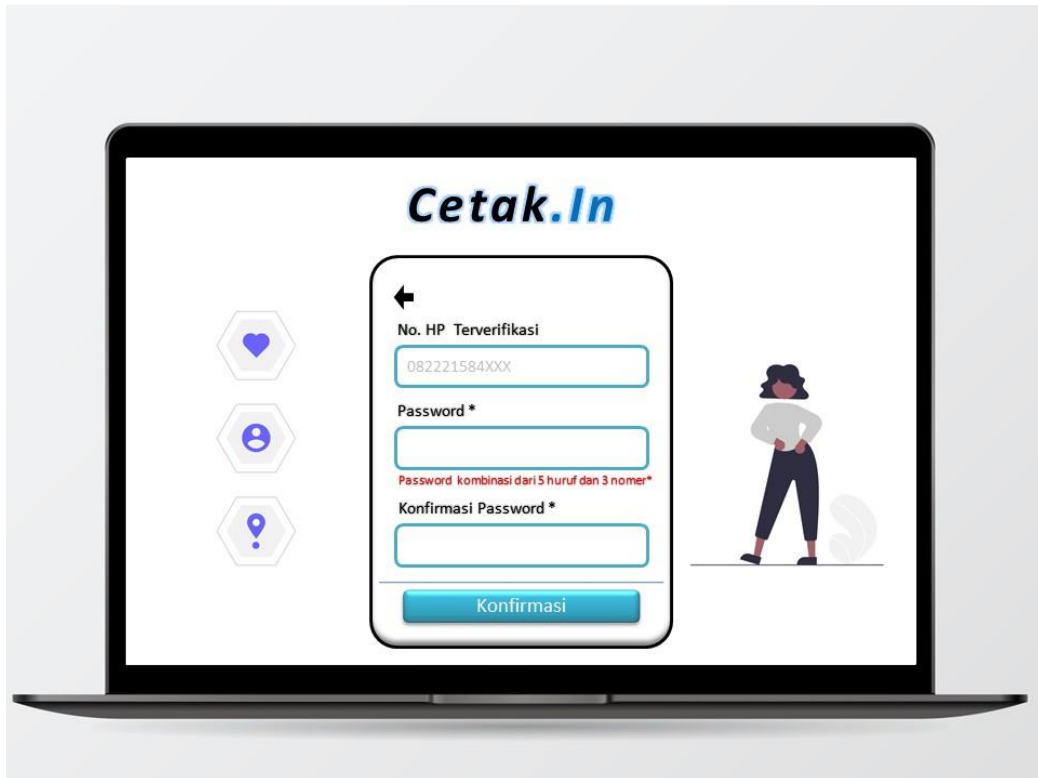 Cetak.In
No. HP Terverifikasi
082221584XXX
Password *
Password kombinasi dari 5 huruf dan 3 nomer*
Konfirmasi Password *
Konfirmasi